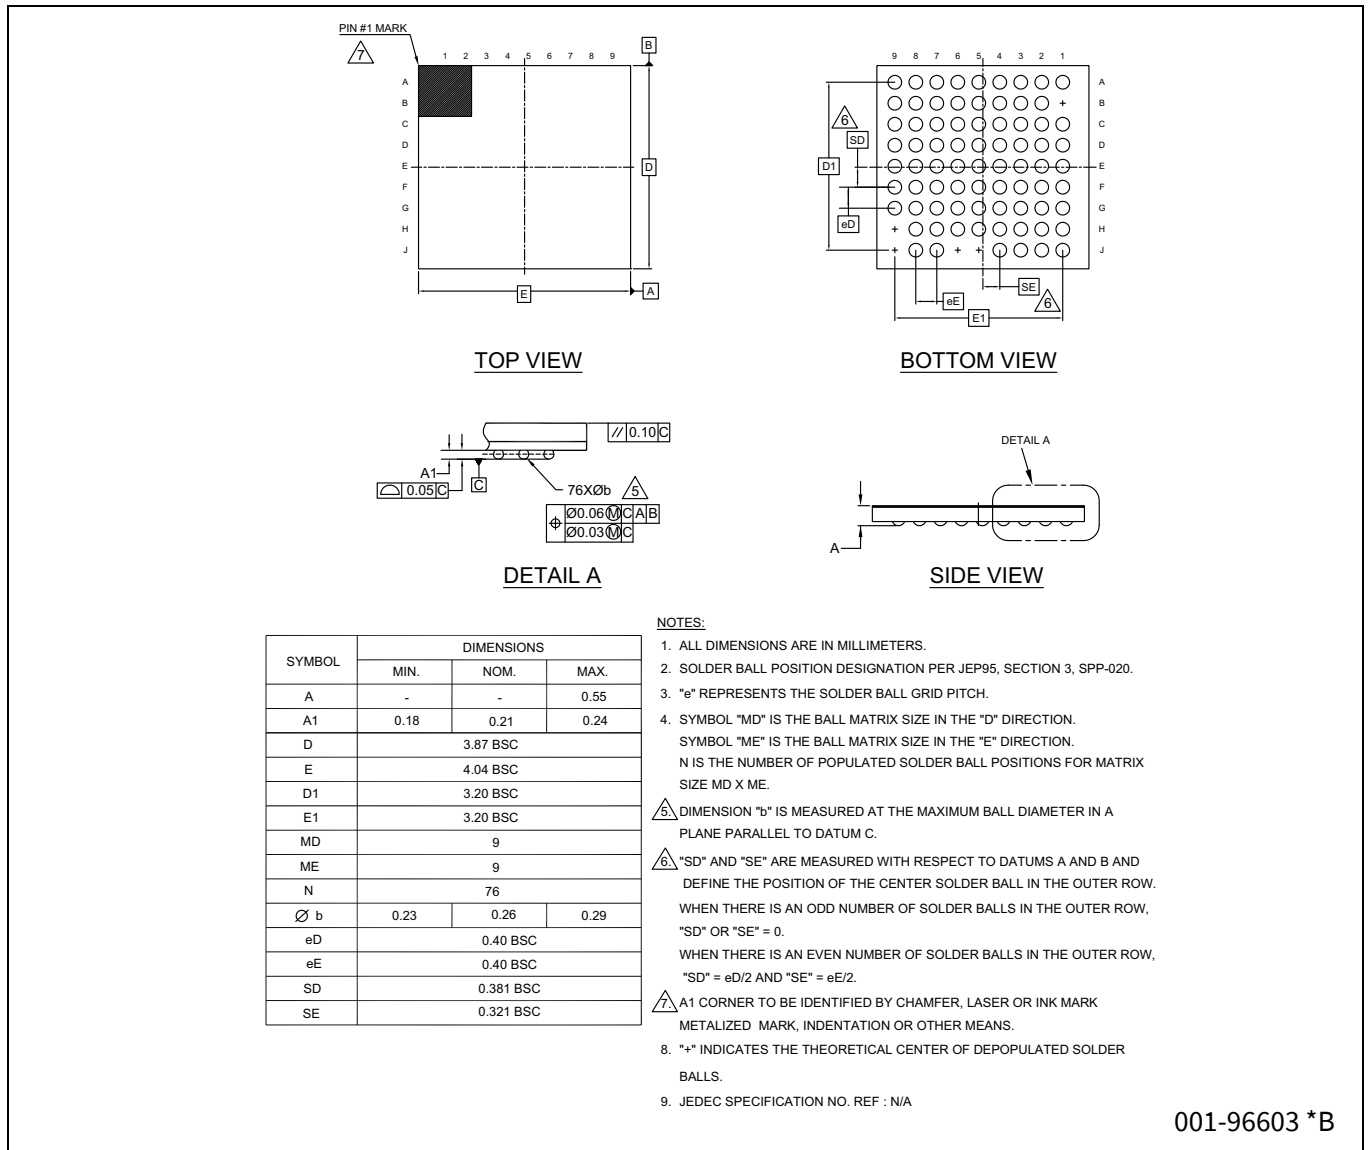 PIN #1 MARK
7
1 2 3 4 5 6 7 8 9
B
A
B
C
D
E
F
G
H
J
D
E
A
TOP VIEW
9 8 7 6 5 4 3 2 1
A
B
C
D
E
F
G
H
J
6
SD
D1
eD
SE
6
eE
E1
BOTTOM VIEW
// 0.10 C
A1
0.05 C
C
76XØb 5
Ø0.06 Ⓜ C A B
Ø0.03 Ⓜ C
DETAIL A
DETAIL A
A
SIDE VIEW
SYMBOL DIMENSIONS
MIN. NOM. MAX.
A - - 0.55
A1 0.18 0.21 0.24
D 3.87 BSC
E 4.04 BSC
D1 3.20 BSC
E1 3.20 BSC
MD 9
ME 9
N 76
Ø b 0.23 0.26 0.29
eD 0.40 BSC
eE 0.40 BSC
SD 0.381 BSC
SE 0.321 BSC
NOTES:
1. ALL DIMENSIONS ARE IN MILLIMETERS.
2. SOLDER BALL POSITION DESIGNATION PER JEP95, SECTION 3, SPP-020.
3. "e" REPRESENTS THE SOLDER BALL GRID PITCH.
4. SYMBOL "MD" IS THE BALL MATRIX SIZE IN THE "D" DIRECTION.
SYMBOL "ME" IS THE BALL MATRIX SIZE IN THE "E" DIRECTION.
N IS THE NUMBER OF POPULATED SOLDER BALL POSITIONS FOR MATRIX
SIZE MD X ME.
5. DIMENSION "b" IS MEASURED AT THE MAXIMUM BALL DIAMETER IN A
PLANE PARALLEL TO DATUM C.
6. "SD" AND "SE" ARE MEASURED WITH RESPECT TO DATUMS A AND B AND
DEFINE THE POSITION OF THE CENTER SOLDER BALL IN THE OUTER ROW.
WHEN THERE IS AN ODD NUMBER OF SOLDER BALLS IN THE OUTER ROW,
"SD" OR "SE" = 0.
WHEN THERE IS AN EVEN NUMBER OF SOLDER BALLS IN THE OUTER ROW,
"SD" = eD/2 AND "SE" = eE/2.
7. A1 CORNER TO BE IDENTIFIED BY CHAMFER, LASER OR INK MARK
METALIZED MARK, INDENTATION OR OTHER MEANS.
8. "+" INDICATES THE THEORETICAL CENTER OF DEPOPULATED SOLDER
BALLS.
9. JEDEC SPECIFICATION NO. REF : N/A
001-96603 *B